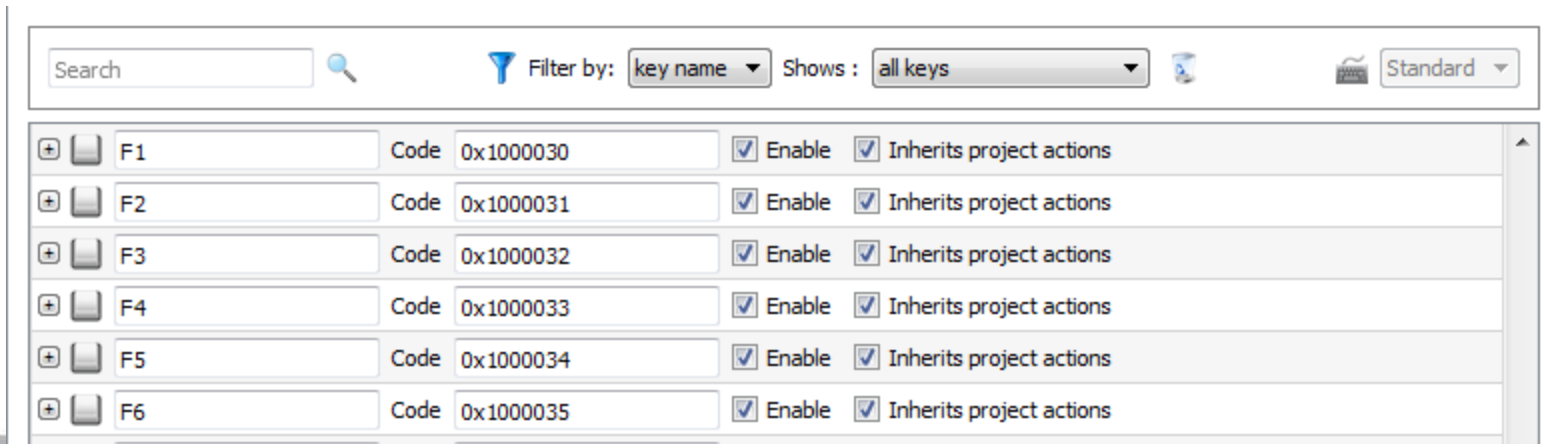 Search Filter by: key name Shows : all keys Standard
F1 Code 0x1000030 Enable Inherits project actions
F2 Code 0x1000031 Enable Inherits project actions
F3 Code 0x1000032 Enable Inherits project actions
F4 Code 0x1000033 Enable Inherits project actions
F5 Code 0x1000034 Enable Inherits project actions
F6 Code 0x1000035 Enable Inherits project actions